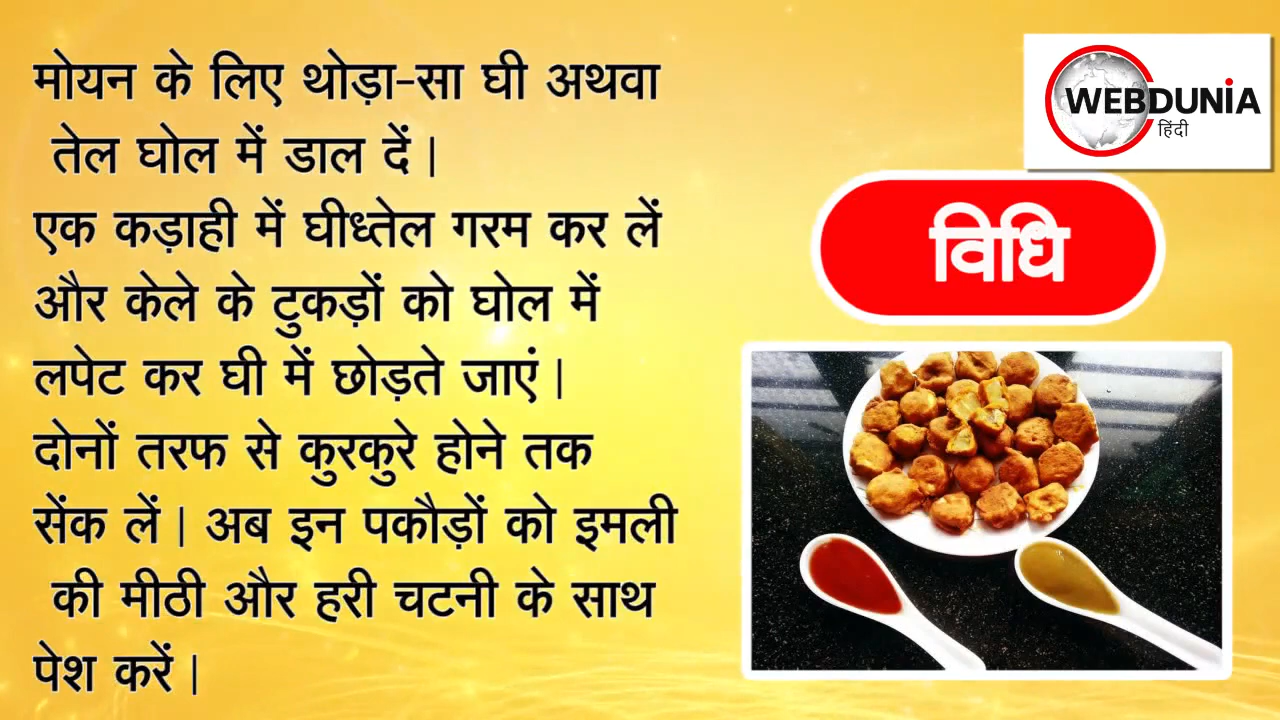 मोयन के लिए थोड़ा-सा घी अथवा
तेल घोल में डाल दें |
एक कड़ाही में घीध्तेल गरम कर लें
और केले के टुकड़ों को घोल में
लपेट कर घी में छोड़ते जाएं |
दोनों तरफ से कुरकुरे होने तक
सेंक लें | अब इन पकौड़ों को इमली
की मीठी और हरी चटनी के साथ
पेश करें |
WEBDUNIA
हिंदी
विधि